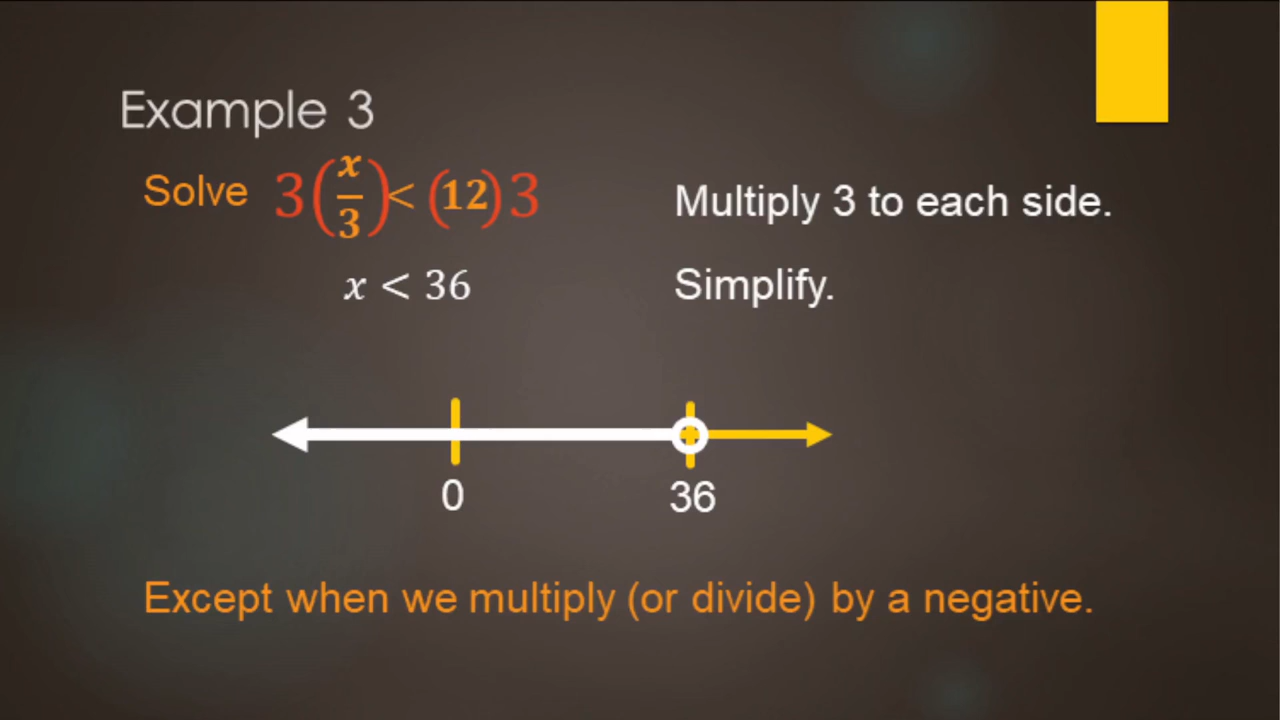 Example 3
Solve 3(x/3) < (12)3
Multiply 3 to each side.
x < 36
Simplify.
0
36
Except when we multiply (or divide) by a negative.